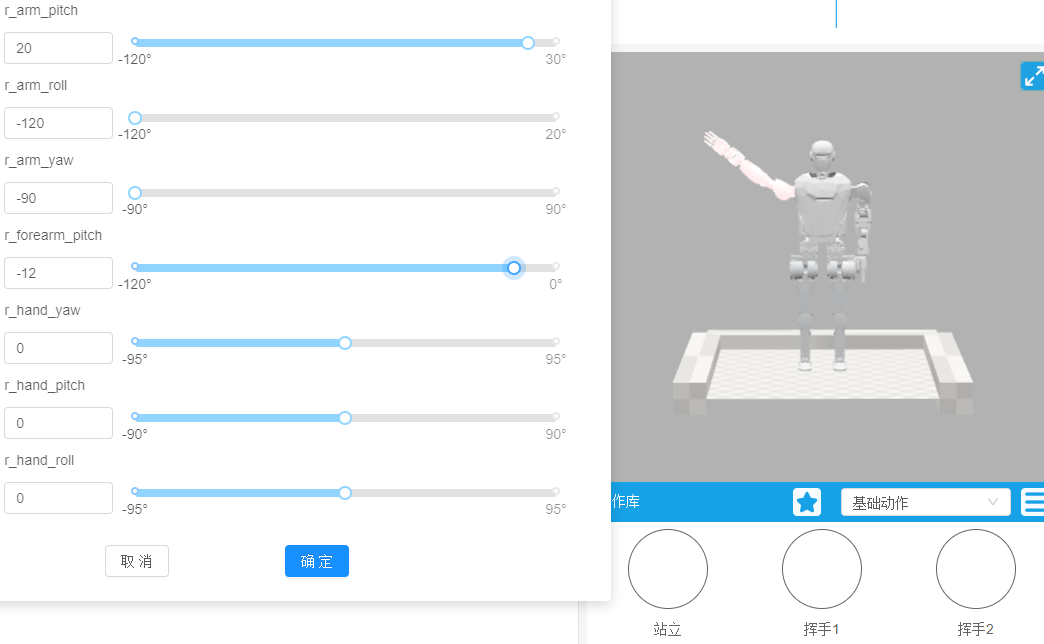 r_arm_pitch
20
-120°
30°
r_arm_roll
-120
-120°
20°
r_arm_yaw
-90
-90°
90°
r_forearm_pitch
-12
-120°
0°
r_hand_yaw
0
-95°
95°
r_hand_pitch
0
-90°
90°
r_hand_roll
0
-95°
95°
取 消
确 定
作库
基础动作
站立
挥手1
挥手2